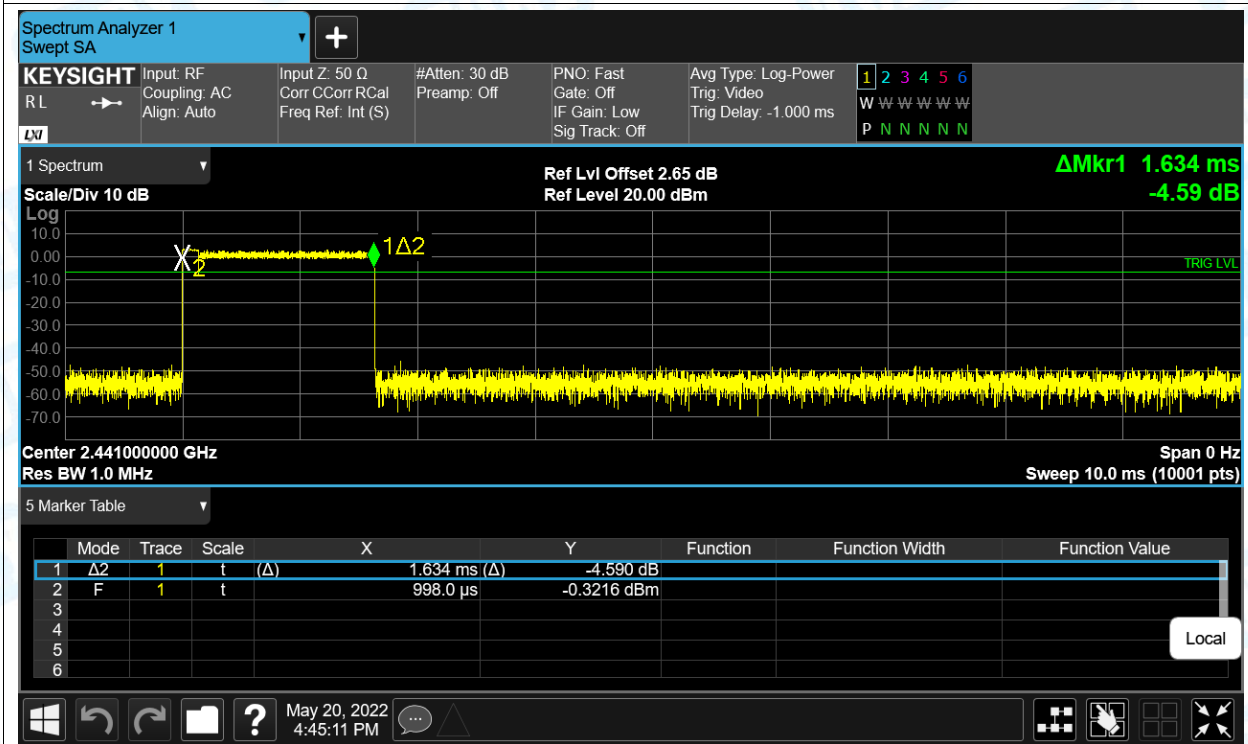 Spectrum Analyzer 1
Swept SA
KEYSIGHT Input: RF Input Z: 50 Ω #Atten: 30 dB PNO: Fast Avg Type: Log-Power 1 2 3 4 5 6
RL Coupling: AC Corr CCorr RCal Preamp: Off Gate: Off Trig: Video W W W W W W
Align: Auto Freq Ref: Int (S) IF Gain: Low Trig Delay: -1.000 ms
LXI Sig Track: Off P N N N N N
1 Spectrum Ref Lvl Offset 2.65 dB ΔMkr1 1.634 ms
Scale/Div 10 dB Ref Level 20.00 dBm -4.59 dB
Log
10.0
1Δ2
0.00
2
TRIG LVL
-10.0
-20.0
-30.0
-40.0
-50.0
-60.0
-70.0
Center 2.441000000 GHz Span 0 Hz
Res BW 1.0 MHz Sweep 10.0 ms (10001 pts)
5 Marker Table
Mode Trace Scale X Y Function Function Width Function Value
1 Δ2 1 t (Δ) 1.634 ms (Δ) -4.590 dB
2 F 1 t 998.0 µs -0.3216 dBm
3
4
5
6
Local
? May 20, 2022
4:45:11 PM